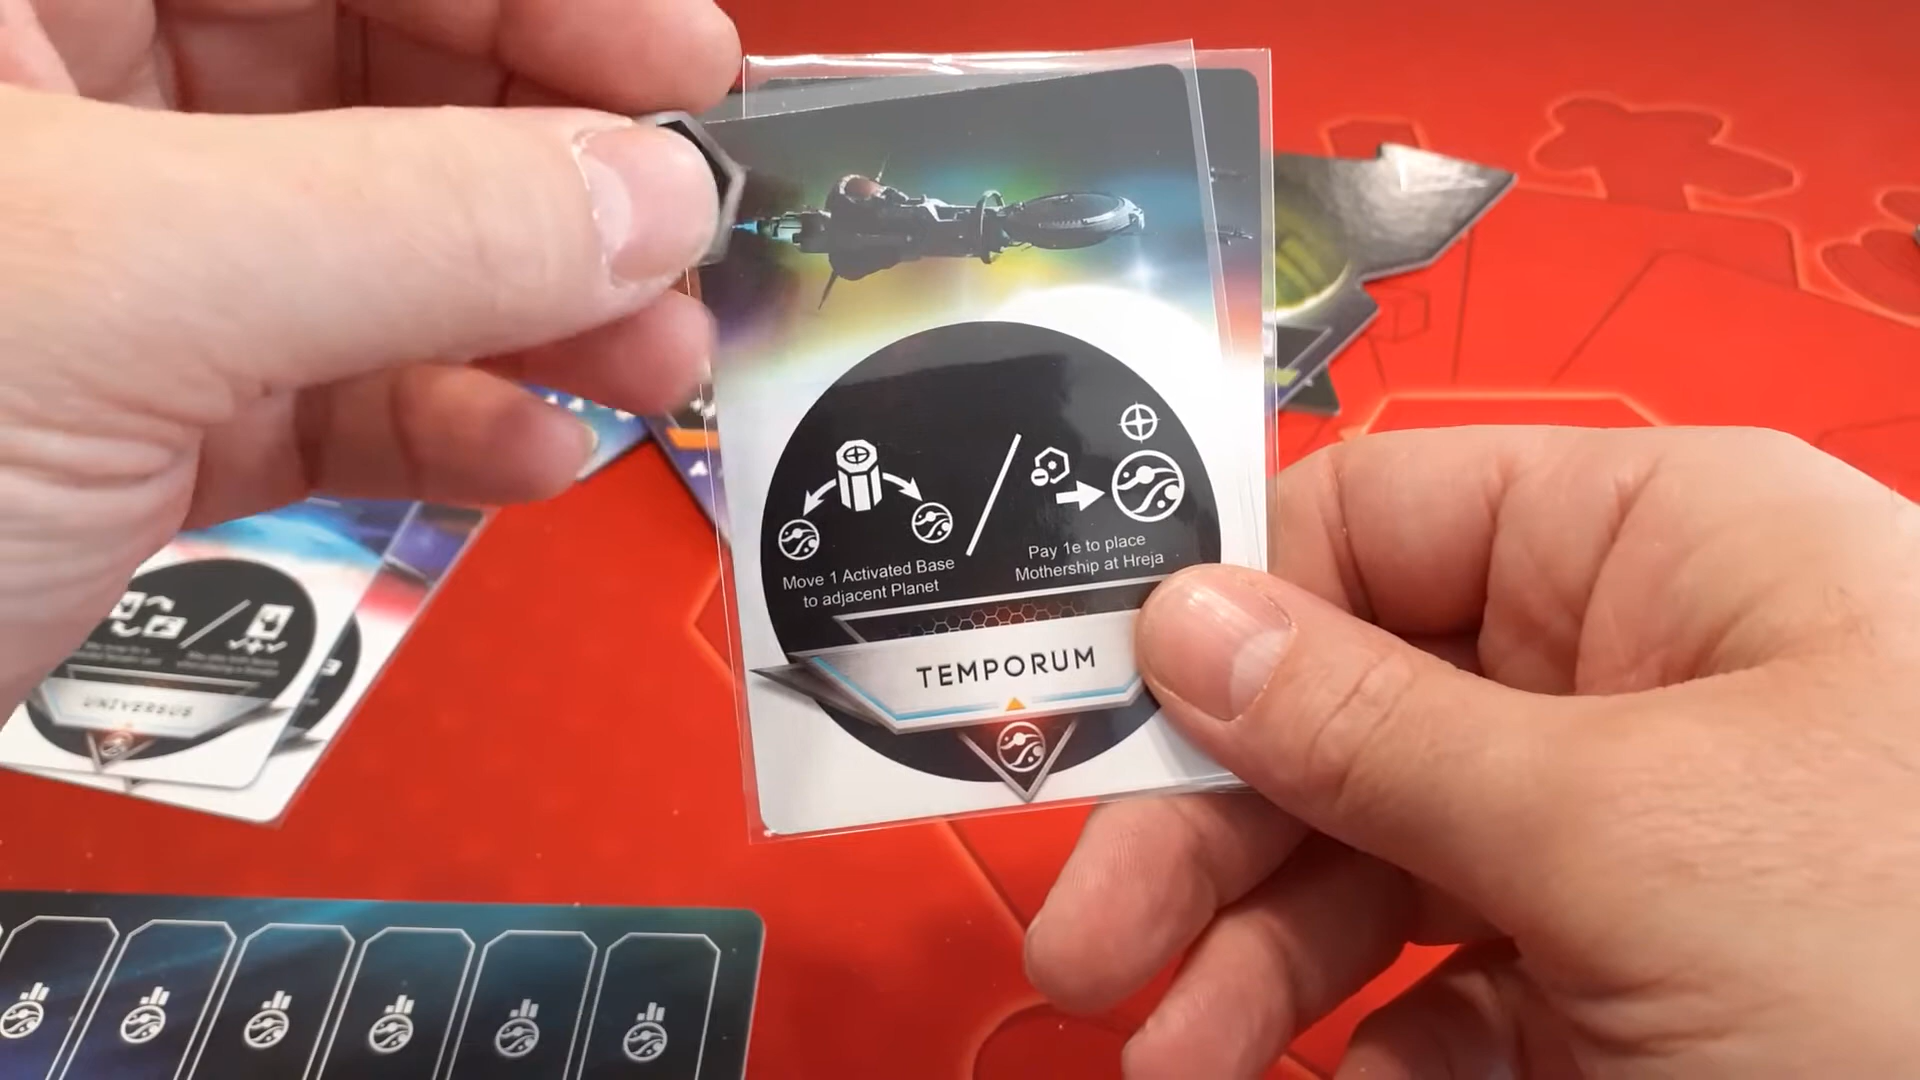 Move 1 Activated Base
to adjacent Planet
Pay 1e to place
Mothership at Hreja
TEMPORUM
UNIVERSUS